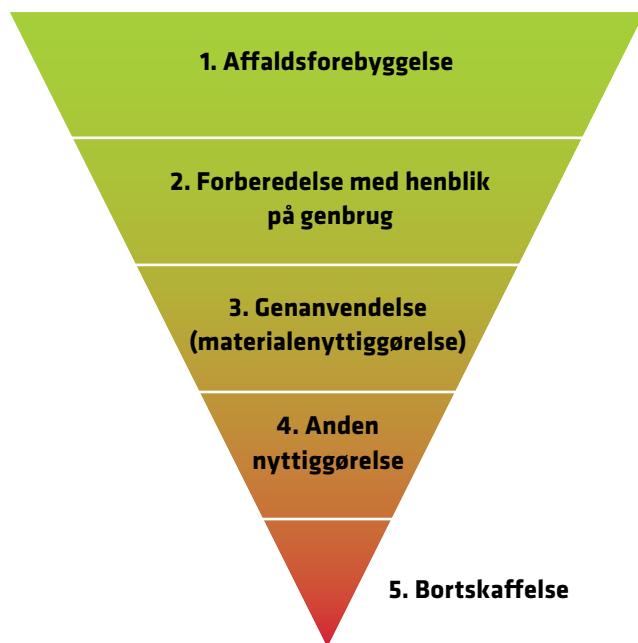 1. Affaldsforebyggelse
2. Forberedelse med henblik
på genbrug
3. Genanvendelse
(materialenyttiggørelse)
4. Anden
nyttiggørelse
5. Bortskaffelse